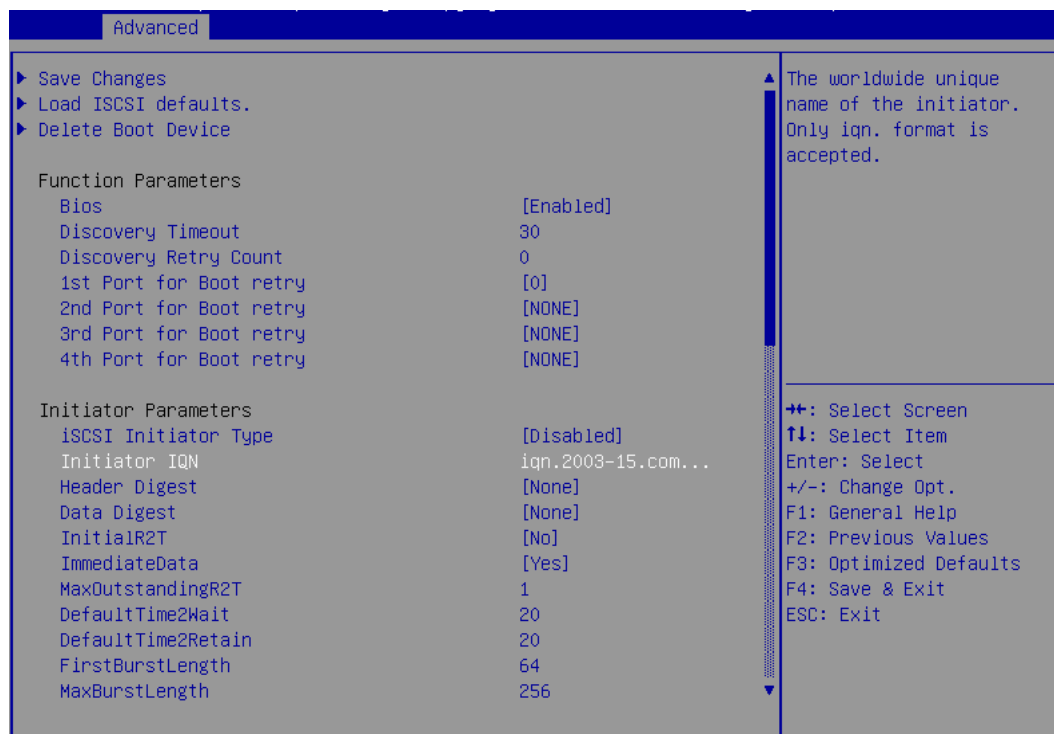 Advanced
Save Changes
Load ISCSI defaults.
Delete Boot Device
Function Parameters
Bios [Enabled]
Discovery Timeout 30
Discovery Retry Count 0
1st Port for Boot retry [0]
2nd Port for Boot retry [NONE]
3rd Port for Boot retry [NONE]
4th Port for Boot retry [NONE]
Initiator Parameters
iSCSI Initiator Type [Disabled]
Initiator IQN iqn.2003-15.com...
Header Digest [None]
Data Digest [None]
InitialR2T [No]
ImmediateData [Yes]
MaxOutstandingR2T 1
DefaultTime2Wait 20
DefaultTime2Retain 20
FirstBurstLength 64
MaxBurstLength 256
The worldwide unique
name of the initiator.
Only iqn. format is
accepted.
→←: Select Screen
↑↓: Select Item
Enter: Select
+/-: Change Opt.
F1: General Help
F2: Previous Values
F3: Optimized Defaults
F4: Save & Exit
ESC: Exit